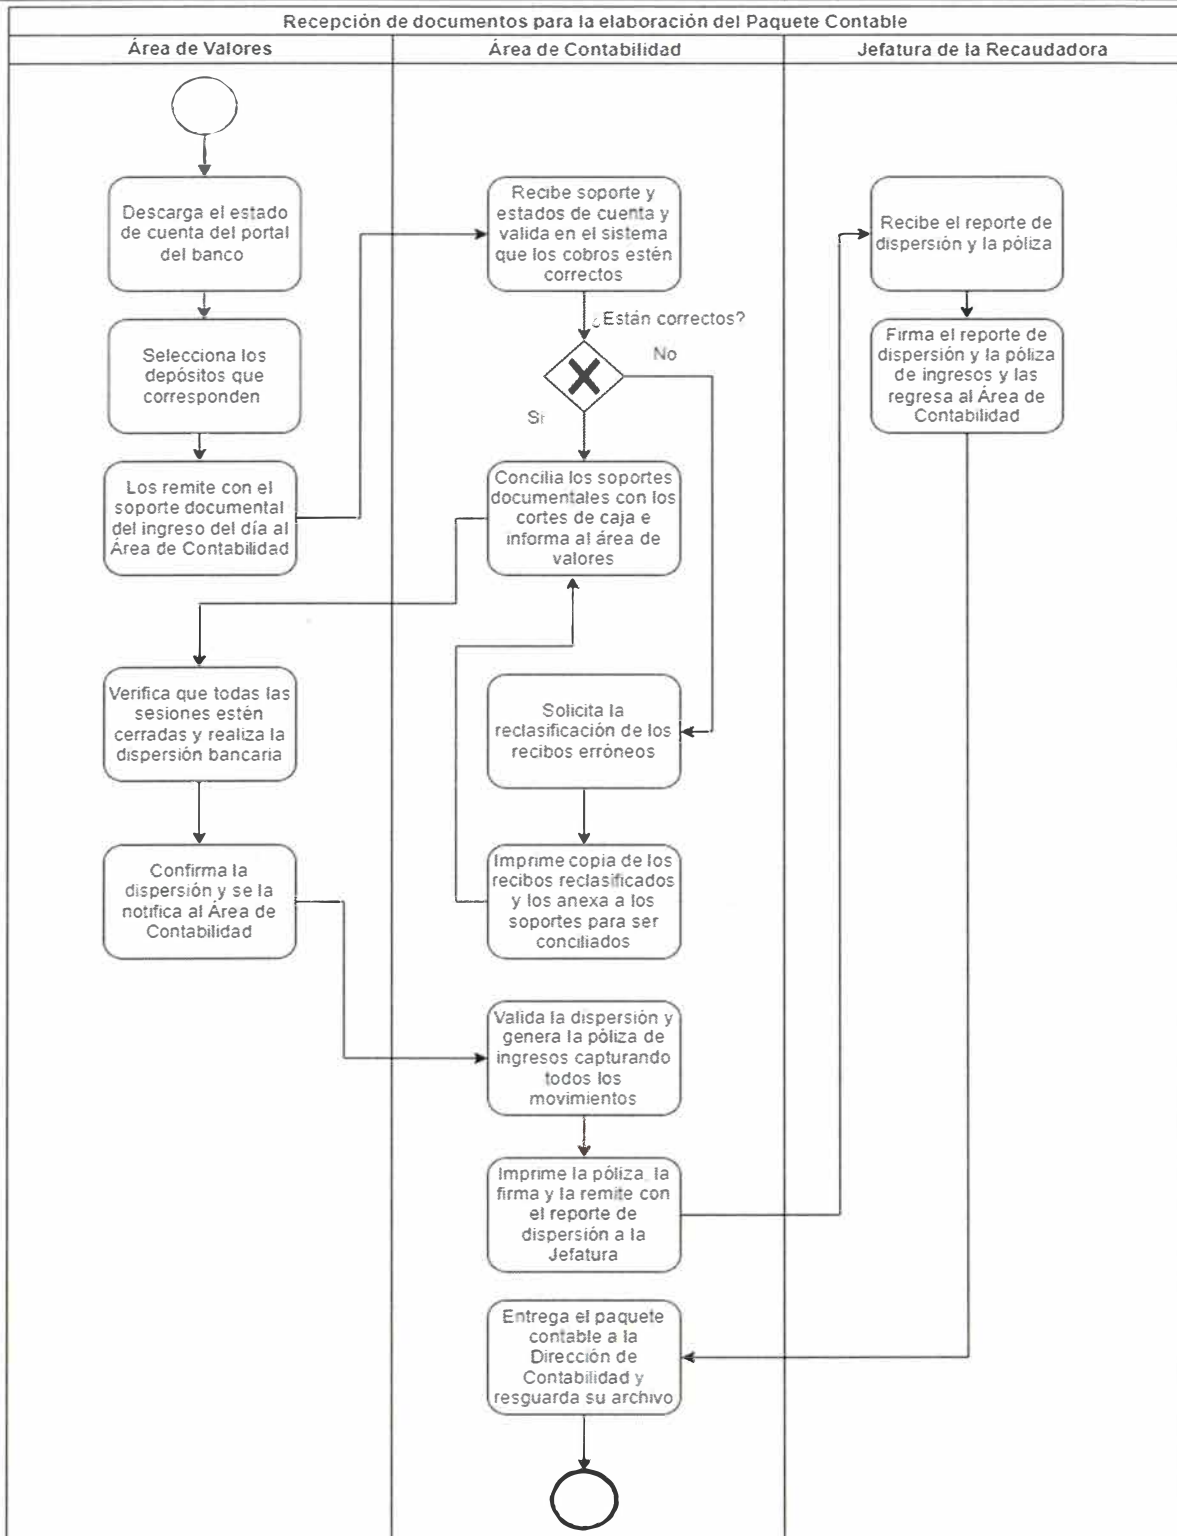 Recepción de documentos para la elaboración del Paquete Contable
Área de Valores
Área de Contabilidad
Jefatura de la Recaudadora
Descarga el estado
de cuenta del portal
del banco
Selecciona los
depósitos que
corresponden
Los remite con el
soporte documental
del ingreso del día al
Área de Contabilidad
Recibe soporte y
estados de cuenta y
valida en el sistema
que los cobros estén
correctos
¿Están correctos?
No
Si
Concilia los soportes
documentales con los
cortes de caja e
informa al área de
valores
Verifica que todas las
sesiones estén
cerradas y realiza la
dispersión bancaria
Confirma la
dispersión y se la
notifica al Área de
Contabilidad
Solicita la
reclasificación de los
recibos erróneos
Imprime copia de los
recibos reclasificados
y los anexa a los
soportes para ser
conciliados
Valida la dispersión y
genera la póliza de
ingresos capturando
todos los
movimientos
Imprime la póliza, la
firma y la remite con
el reporte de
dispersión a la
Jefatura
Recibe el reporte de
dispersión y la póliza
Firma el reporte de
dispersión y la póliza
de ingresos y las
regresa al Área de
Contabilidad
Entrega el paquete
contable a la
Dirección de
Contabilidad y
resguarda su archivo